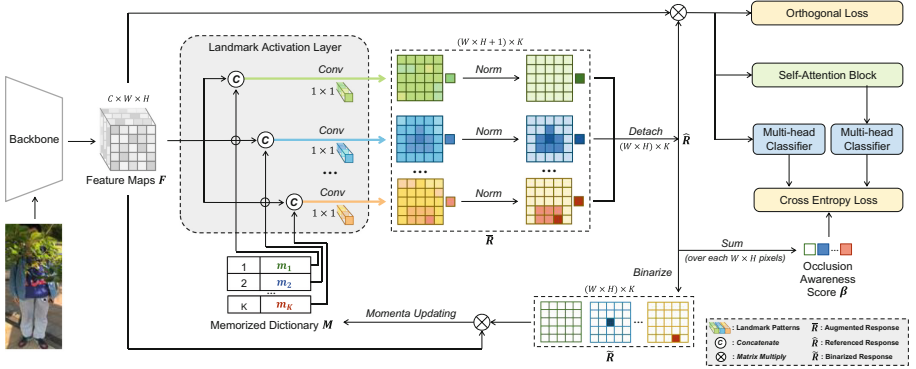 Backbone
C × W × H
Feature Maps F
Landmark Activation Layer
C
Conv
1 × 1
C
Conv
1 × 1
...
C
Conv
1 × 1
(W × H + 1) × K
Norm
Norm
...
...
Norm
R̄
Detach
(W × H) × K
R̂
Orthogonal Loss
Self-Attention Block
Multi-head
Classifier
Multi-head
Classifier
Cross Entropy Loss
Sum
(over each W × H pixels)
...
Occlusion
Awareness
Score β
Binarize
(W × H) × K
...
R̃
Momenta Updating
1 m₁
2 m₂
...
K m_K
Memorized Dictionary M
: Landmark Patterns
C : Concatenate
: Matrix Multiply
R̄ : Augmented Response
R̂ : Referenced Response
R̃ : Binarized Response